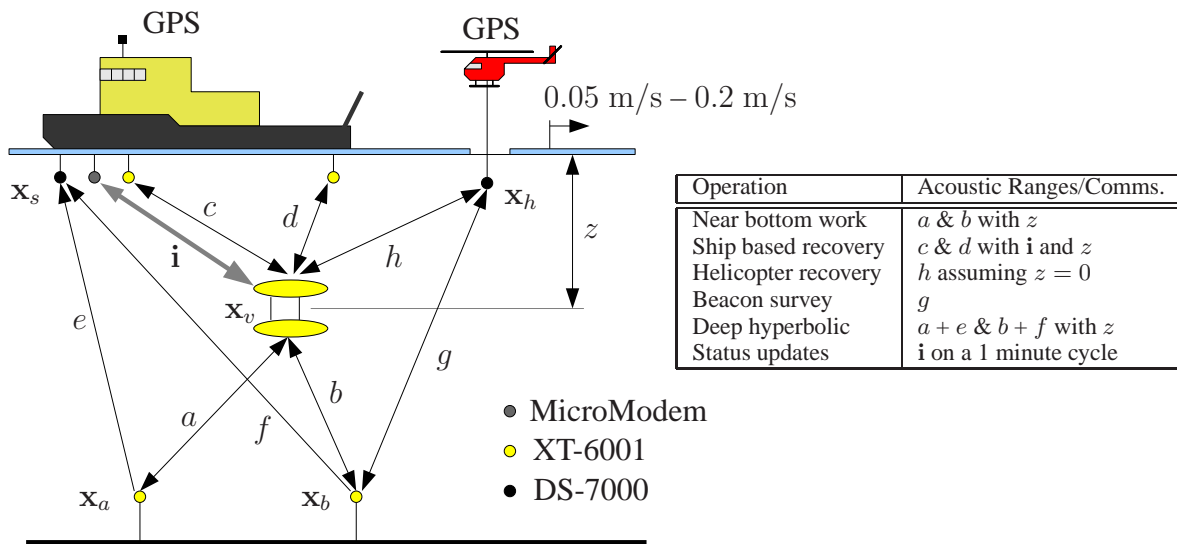 GPS
GPS
0.05 m/s – 0.2 m/s
x_s
x_h
c
d
z
i
h
x_v
e
g
a
b
f
x_a
x_b
MicroModem
XT-6001
DS-7000
Operation Acoustic Ranges/Comms.
Near bottom work a & b with z
Ship based recovery c & d with i and z
Helicopter recovery h assuming z = 0
Beacon survey g
Deep hyperbolic a + e & b + f with z
Status updates i on a 1 minute cycle